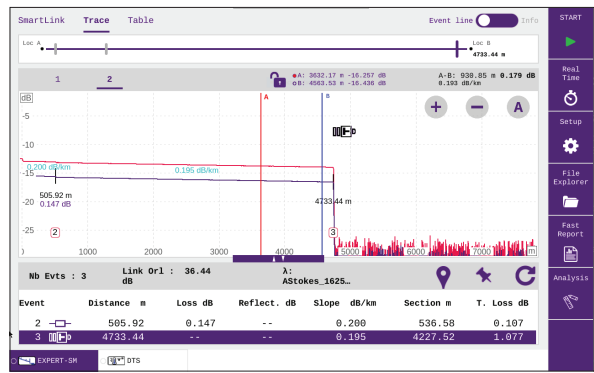 SmartLink Trace Table Event line Info
START
Loc A
Loc B
4733.44 m
Real
Time
1 2 A: 3632.17 m -16.257 dB A-B: 930.85 m 0.179 dB
B: 4563.53 m -16.436 dB 0.193 dB/km
dB
A B
A
-5
Setup
-10
0.200 dB/km 0.195 dB/km
-15
File
Explorer
505.92 m
0.147 dB
4733.44 m
-20
Fast
Report
2 3
-25
0 1000 2000 3000 4000 5000 6000 7000 m
Nb Evts : 3 Link Orl : 36.44 dB λ: AStokes_1625…
Analysis
Event Distance m Loss dB Reflect. dB Slope dB/km Section m T. Loss dB
2 505.92 0.147 -- 0.200 536.58 0.107
3 4733.44 -- -- 0.195 4227.52 1.077
EXPERT-SM DTS